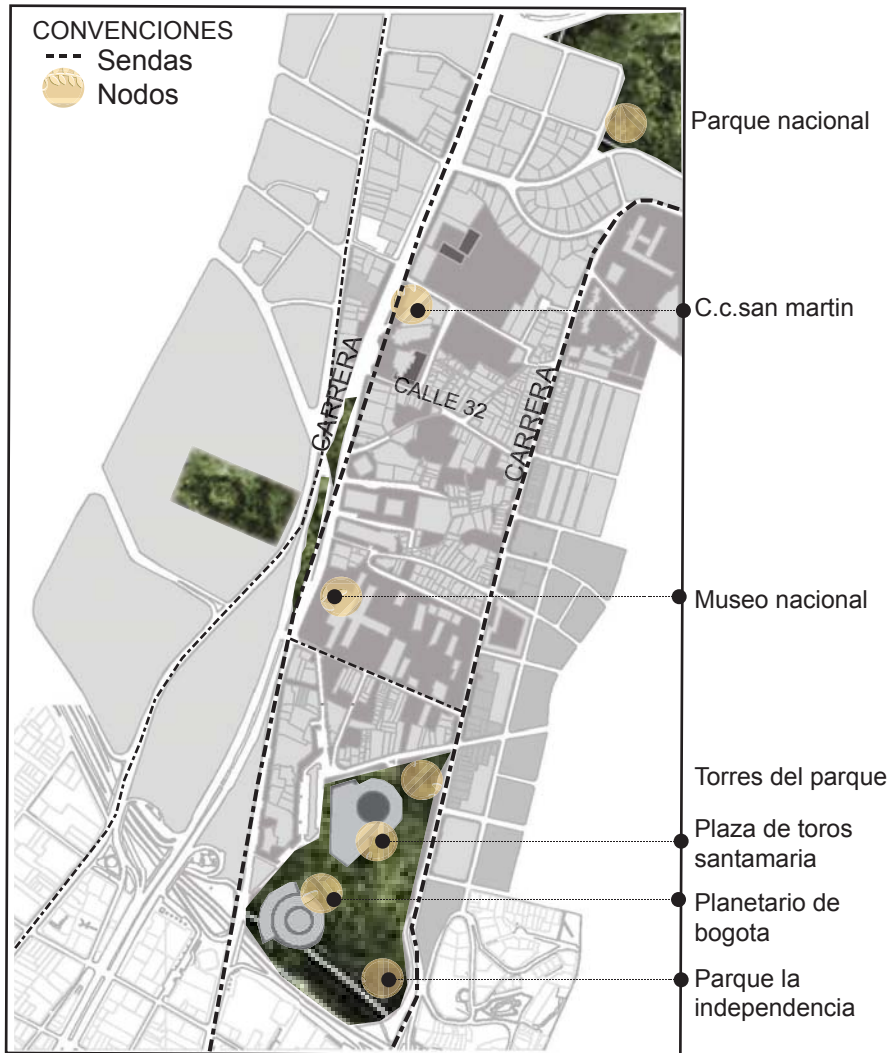 CONVENCIONES
Sendas
Nodos
Parque nacional
C.c.san martin
CARRERA
CALLE 32
CARRERA
Museo nacional
Torres del parque
Plaza de toros
santamaria
Planetario de
bogota
Parque la
independencia